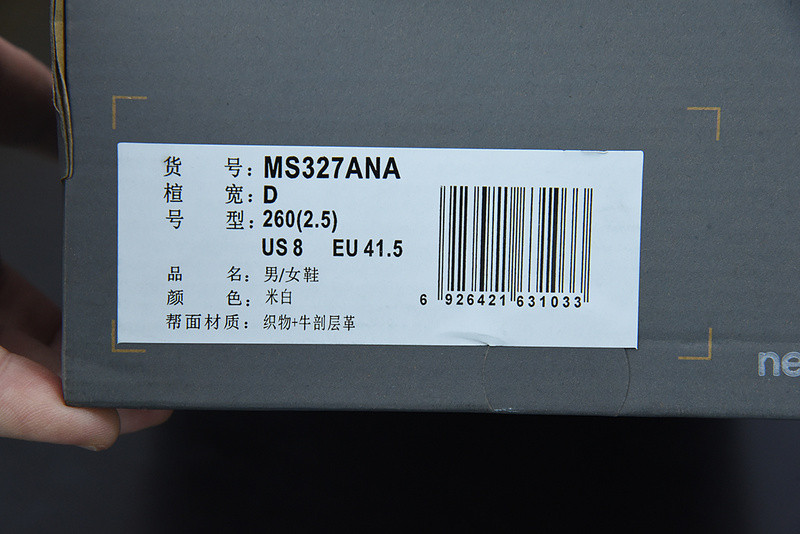 货 号: MS327ANA
楦 宽: D
号 型: 260(2.5)
US 8 EU 41.5
品 名: 男/女鞋
颜 色: 米白
帮面材质: 织物+牛剖层革
6 926421 631033
ne